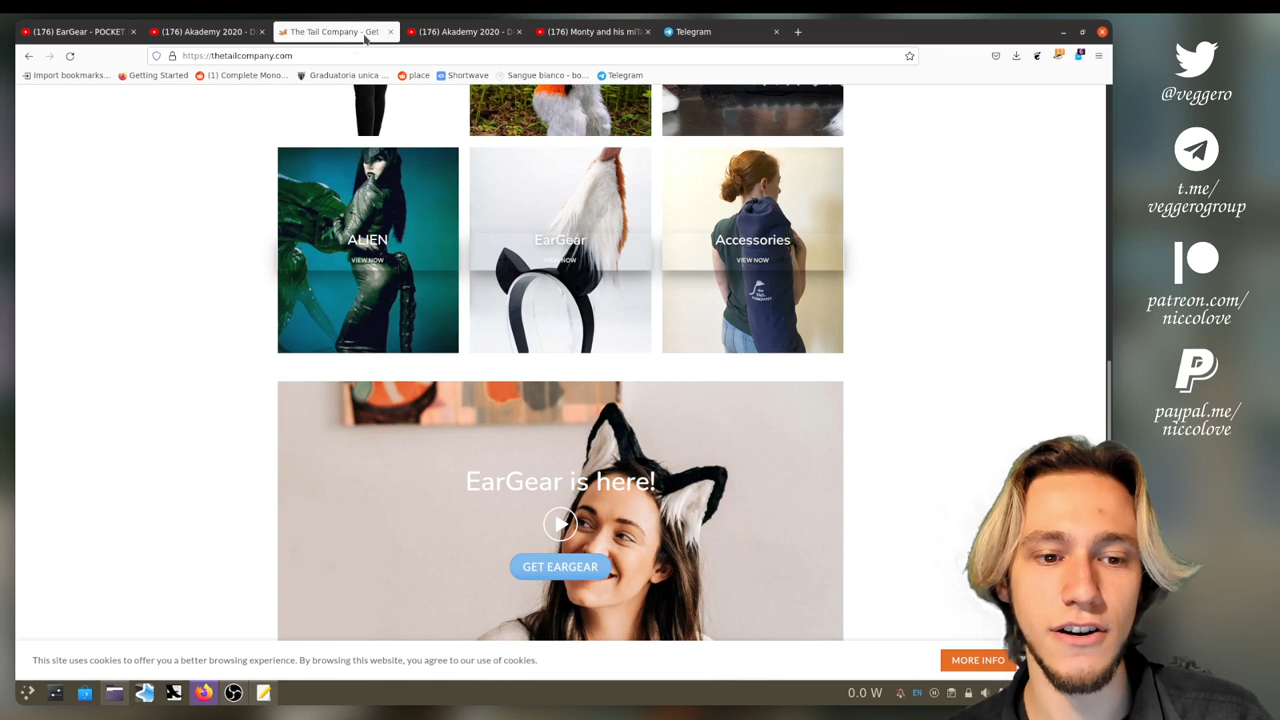 (176) EarGear - POCKET
(176) Akademy 2020 - D
The Tail Company - Get
(176) Akademy 2020 - D
(176) Monty and his miTa
Telegram
https://thetailcompany.com
Import bookmarks...
Getting Started
(1) Complete Mono...
Graduatoria unica ...
place
Shortwave
Sangue bianco - bo...
Telegram
ALIEN
VIEW NOW
EarGear
VIEW NOW
Accessories
VIEW NOW
THE
TAIL
COMPANY
EarGear is here!
GET EARGEAR
This site uses cookies to offer you a better browsing experience. By browsing this website, you agree to our use of cookies.
MORE INFO
0.0 W
EN
@veggero
t.me/
veggerogroup
patreon.com/
niccolove
paypal.me/
niccolove